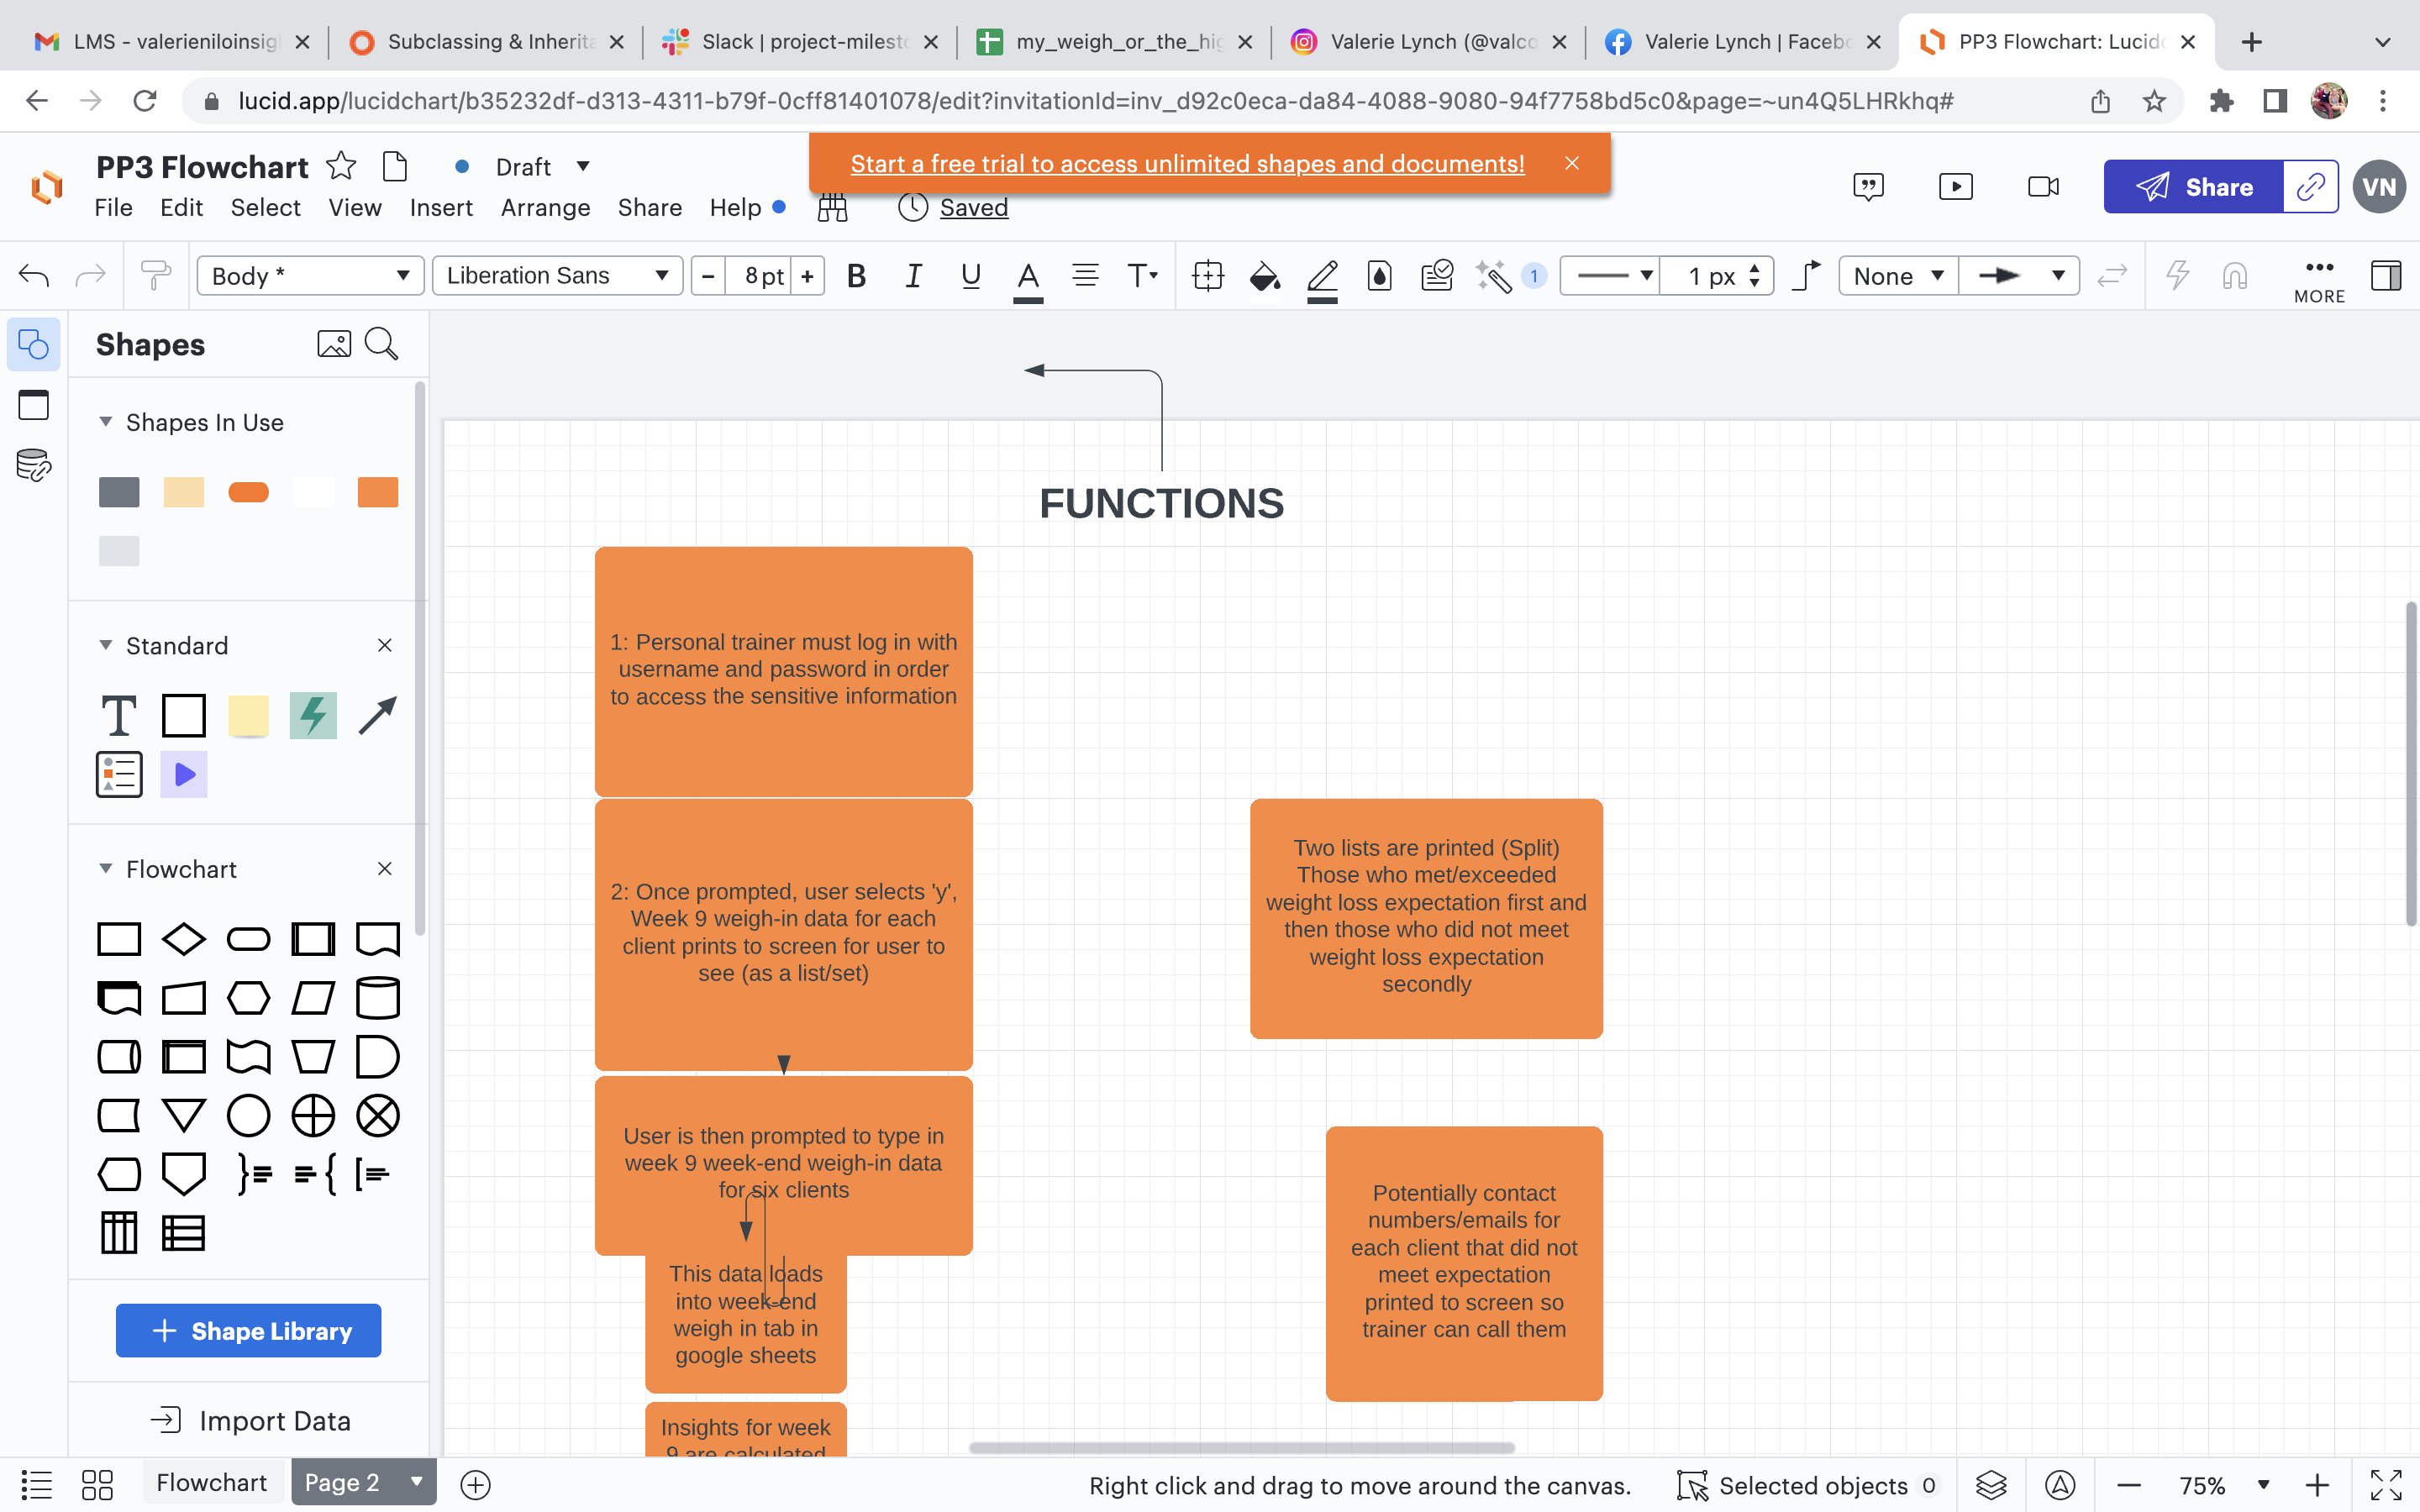 LMS - valerieniloinsig
Subclassing & Inherita
Slack | project-milesto
my_weigh_or_the_hig
Valerie Lynch (@valco
Valerie Lynch | Facebo
PP3 Flowchart: Lucidc
lucid.app/lucidchart/b35232df-d313-4311-b79f-0cff81401078/edit?invitationId=inv_d92c0eca-da84-4088-9080-94f7758bd5c0&page=~un4Q5LHRkhq#
PP3 Flowchart
Draft
Start a free trial to access unlimited shapes and documents!
Share
VN
File Edit Select View Insert Arrange Share Help
Saved
Body *
Liberation Sans
8 pt
B I U A T
1
1 px
None
MORE
Shapes
Shapes In Use
Standard
T
Flowchart
Shape Library
Import Data
FUNCTIONS
1: Personal trainer must log in with
username and password in order
to access the sensitive information
2: Once prompted, user selects 'y',
Week 9 weigh-in data for each
client prints to screen for user to
see (as a list/set)
User is then prompted to type in
week 9 week-end weigh-in data
for six clients
This data loads
into week-end
weigh in tab in
google sheets
Insights for week
9 are calculated
Two lists are printed (Split)
Those who met/exceeded
weight loss expectation first and
then those who did not meet
weight loss expectation
secondly
Potentially contact
numbers/emails for
each client that did not
meet expectation
printed to screen so
trainer can call them
Flowchart
Page 2
Right click and drag to move around the canvas.
Selected objects 0
75%